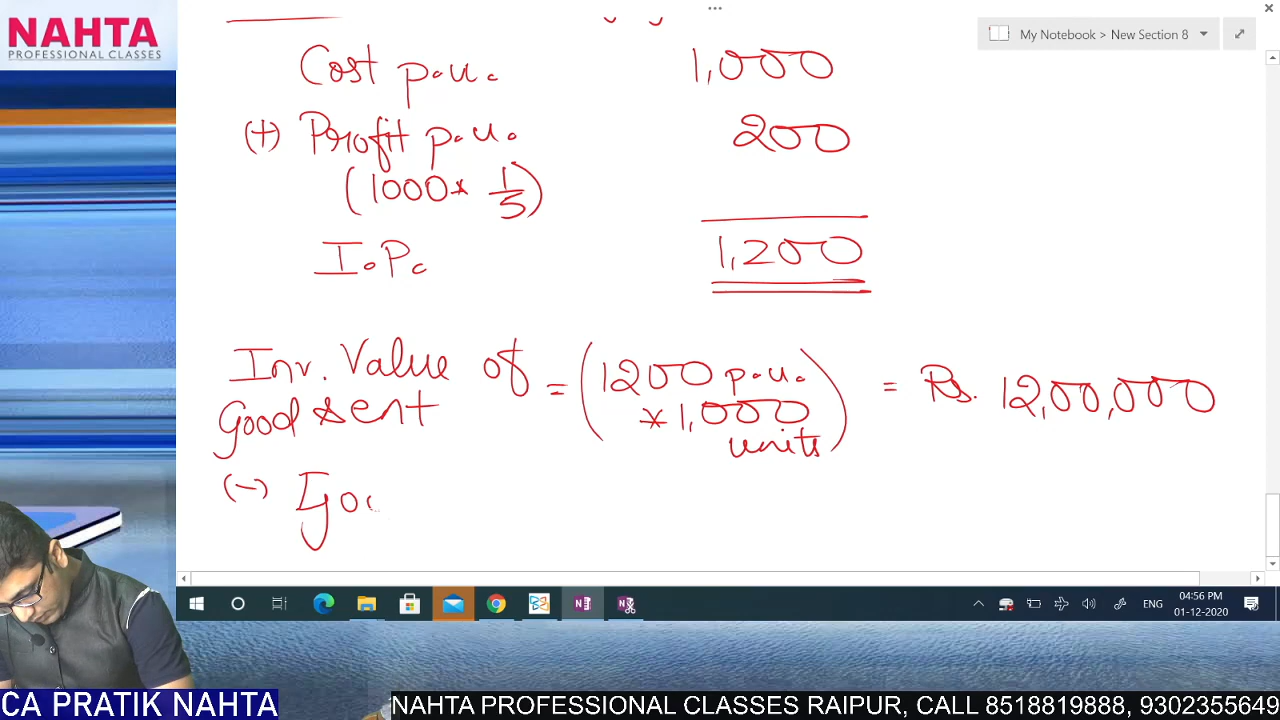 NAHTA
PROFESSIONAL CLASSES
My Notebook > New Section 8
Cost p.u. 1,000
(+) Profit p.u. 200
(1000* 1/5)
I.P. 1,200
Inv. Value of Good sent = (1200 p.u. *1,000 units) = Rs. 12,00,000
(-) Goo
ENG
04:56 PM
01-12-2020
CA PRATIK NAHTA
NAHTA PROFESSIONAL CLASSES RAIPUR, CALL 8518819888, 9302355649